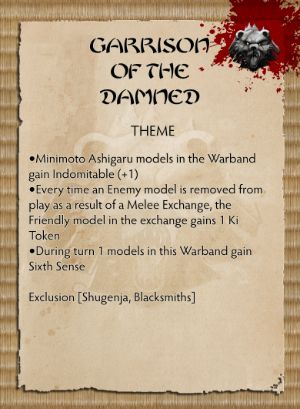 GARRISON
OF THE
DAMNED
THEME
•Minimoto Ashigaru models in the Warband
gain Indomitable (+1)
•Every time an Enemy model is removed from
play as a result of a Melee Exchange, the
Friendly model in the exchange gains 1 Ki
Token
•During turn 1 models in this Warband gain
Sixth Sense
Exclusion [Shugenja, Blacksmiths]